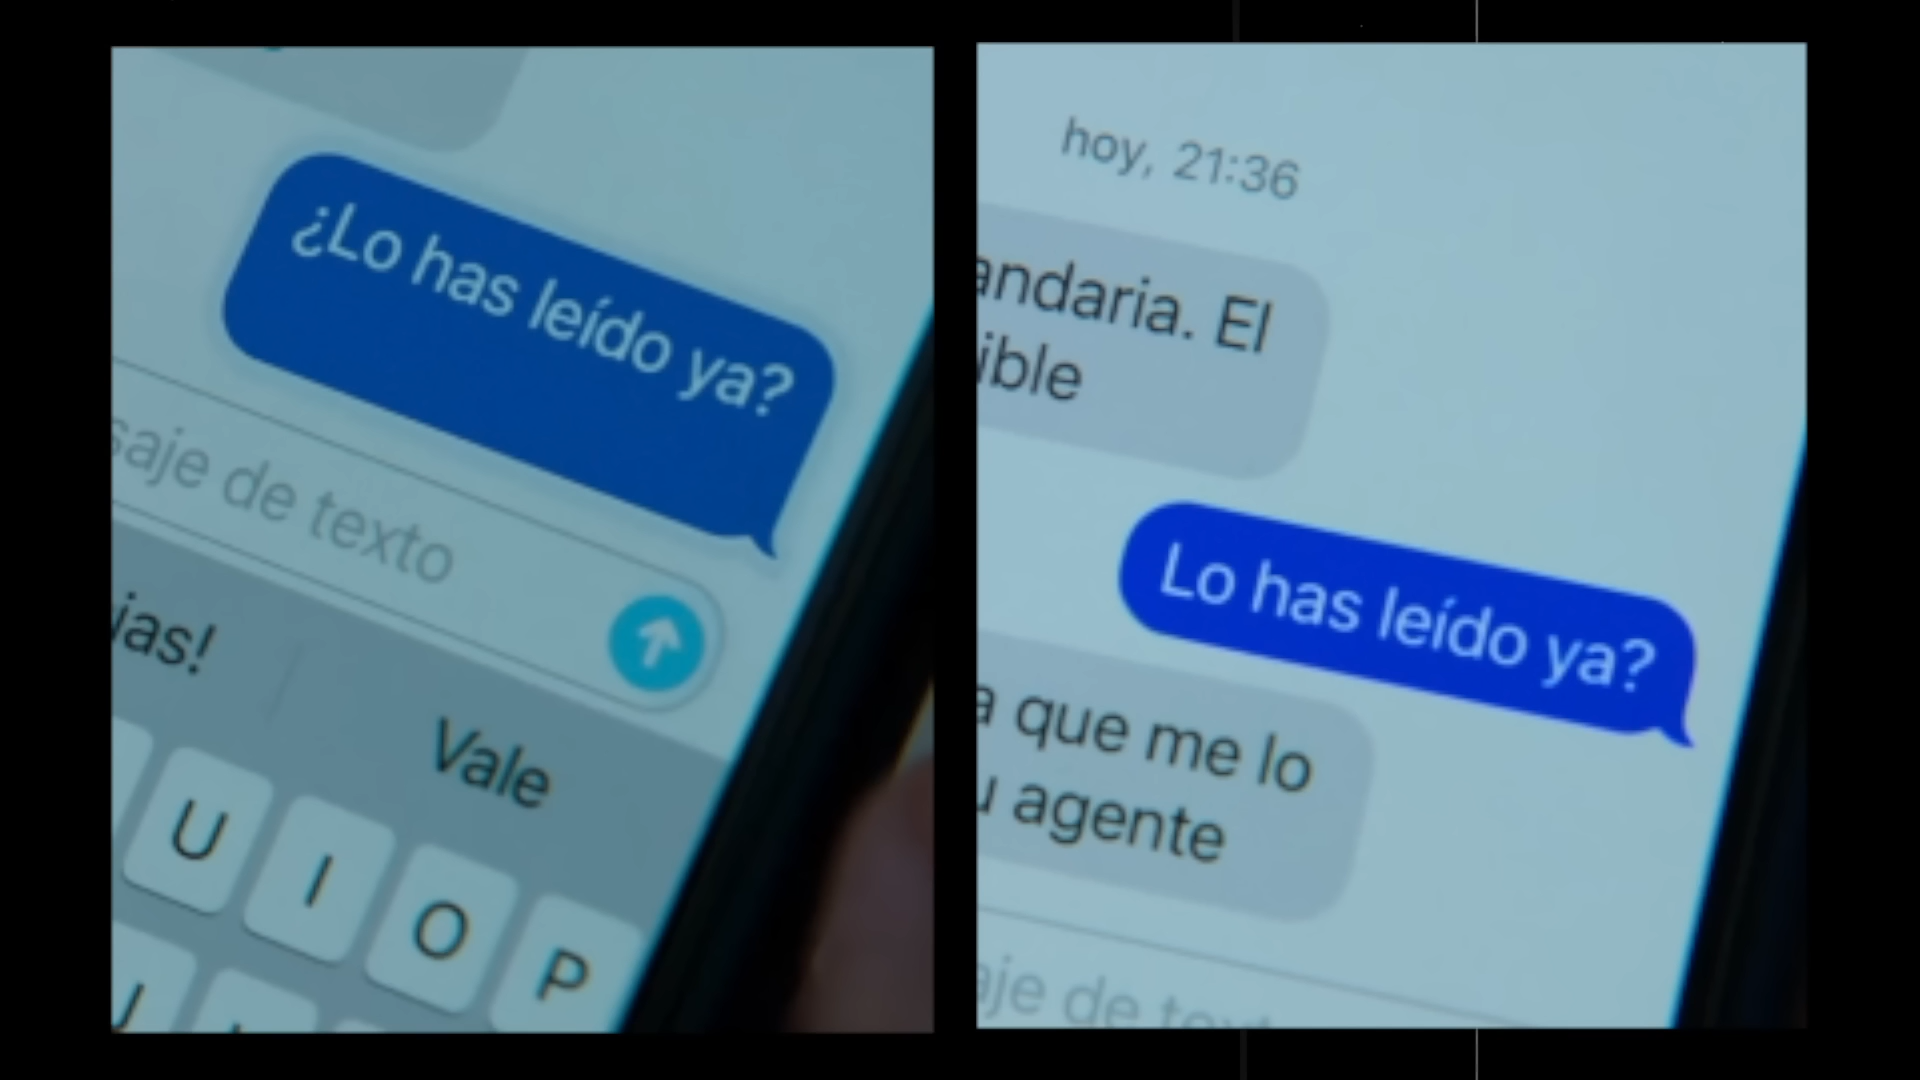 ¿Lo has leído ya?
saje de texto
ias!
Vale
U I O P
J
hoy, 21:36
andaria. El
ible
Lo has leído ya?
a que me lo
u agente
aje de texto